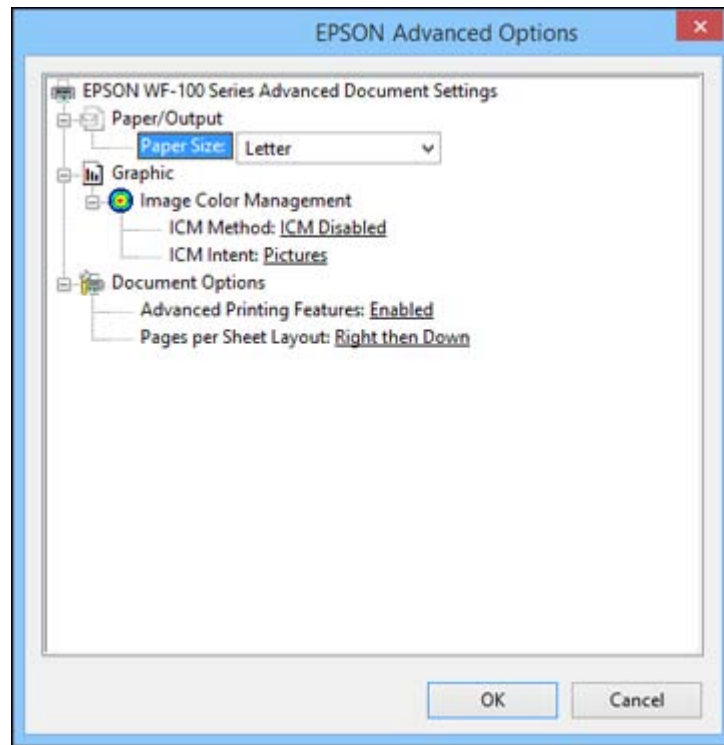 EPSON Advanced Options
EPSON WF-100 Series Advanced Document Settings
Paper/Output
Paper Size: Letter
Graphic
Image Color Management
ICM Method: ICM Disabled
ICM Intent: Pictures
Document Options
Advanced Printing Features: Enabled
Pages per Sheet Layout: Right then Down
OK Cancel